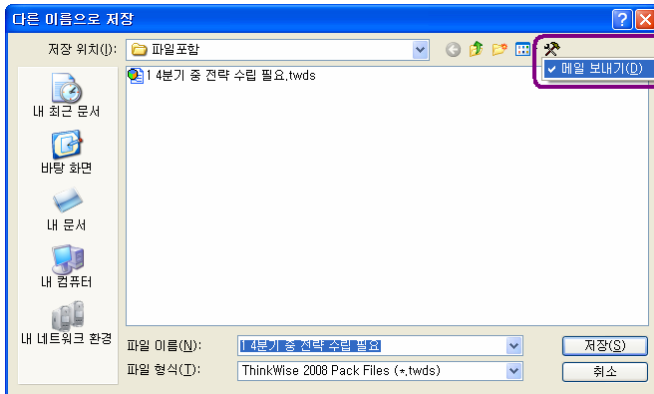 다른 이름으로 저장
저장 위치(I): 파일포함
메일 보내기(D)
1 4분기 중 전략 수립 필요.twds
내 최근 문서
바탕 화면
내 문서
내 컴퓨터
내 네트워크 환경
파일 이름(N): 1 4분기 중 전략 수립 필요 저장(S)
파일 형식(T): ThinkWise 2008 Pack Files (*.twds) 취소